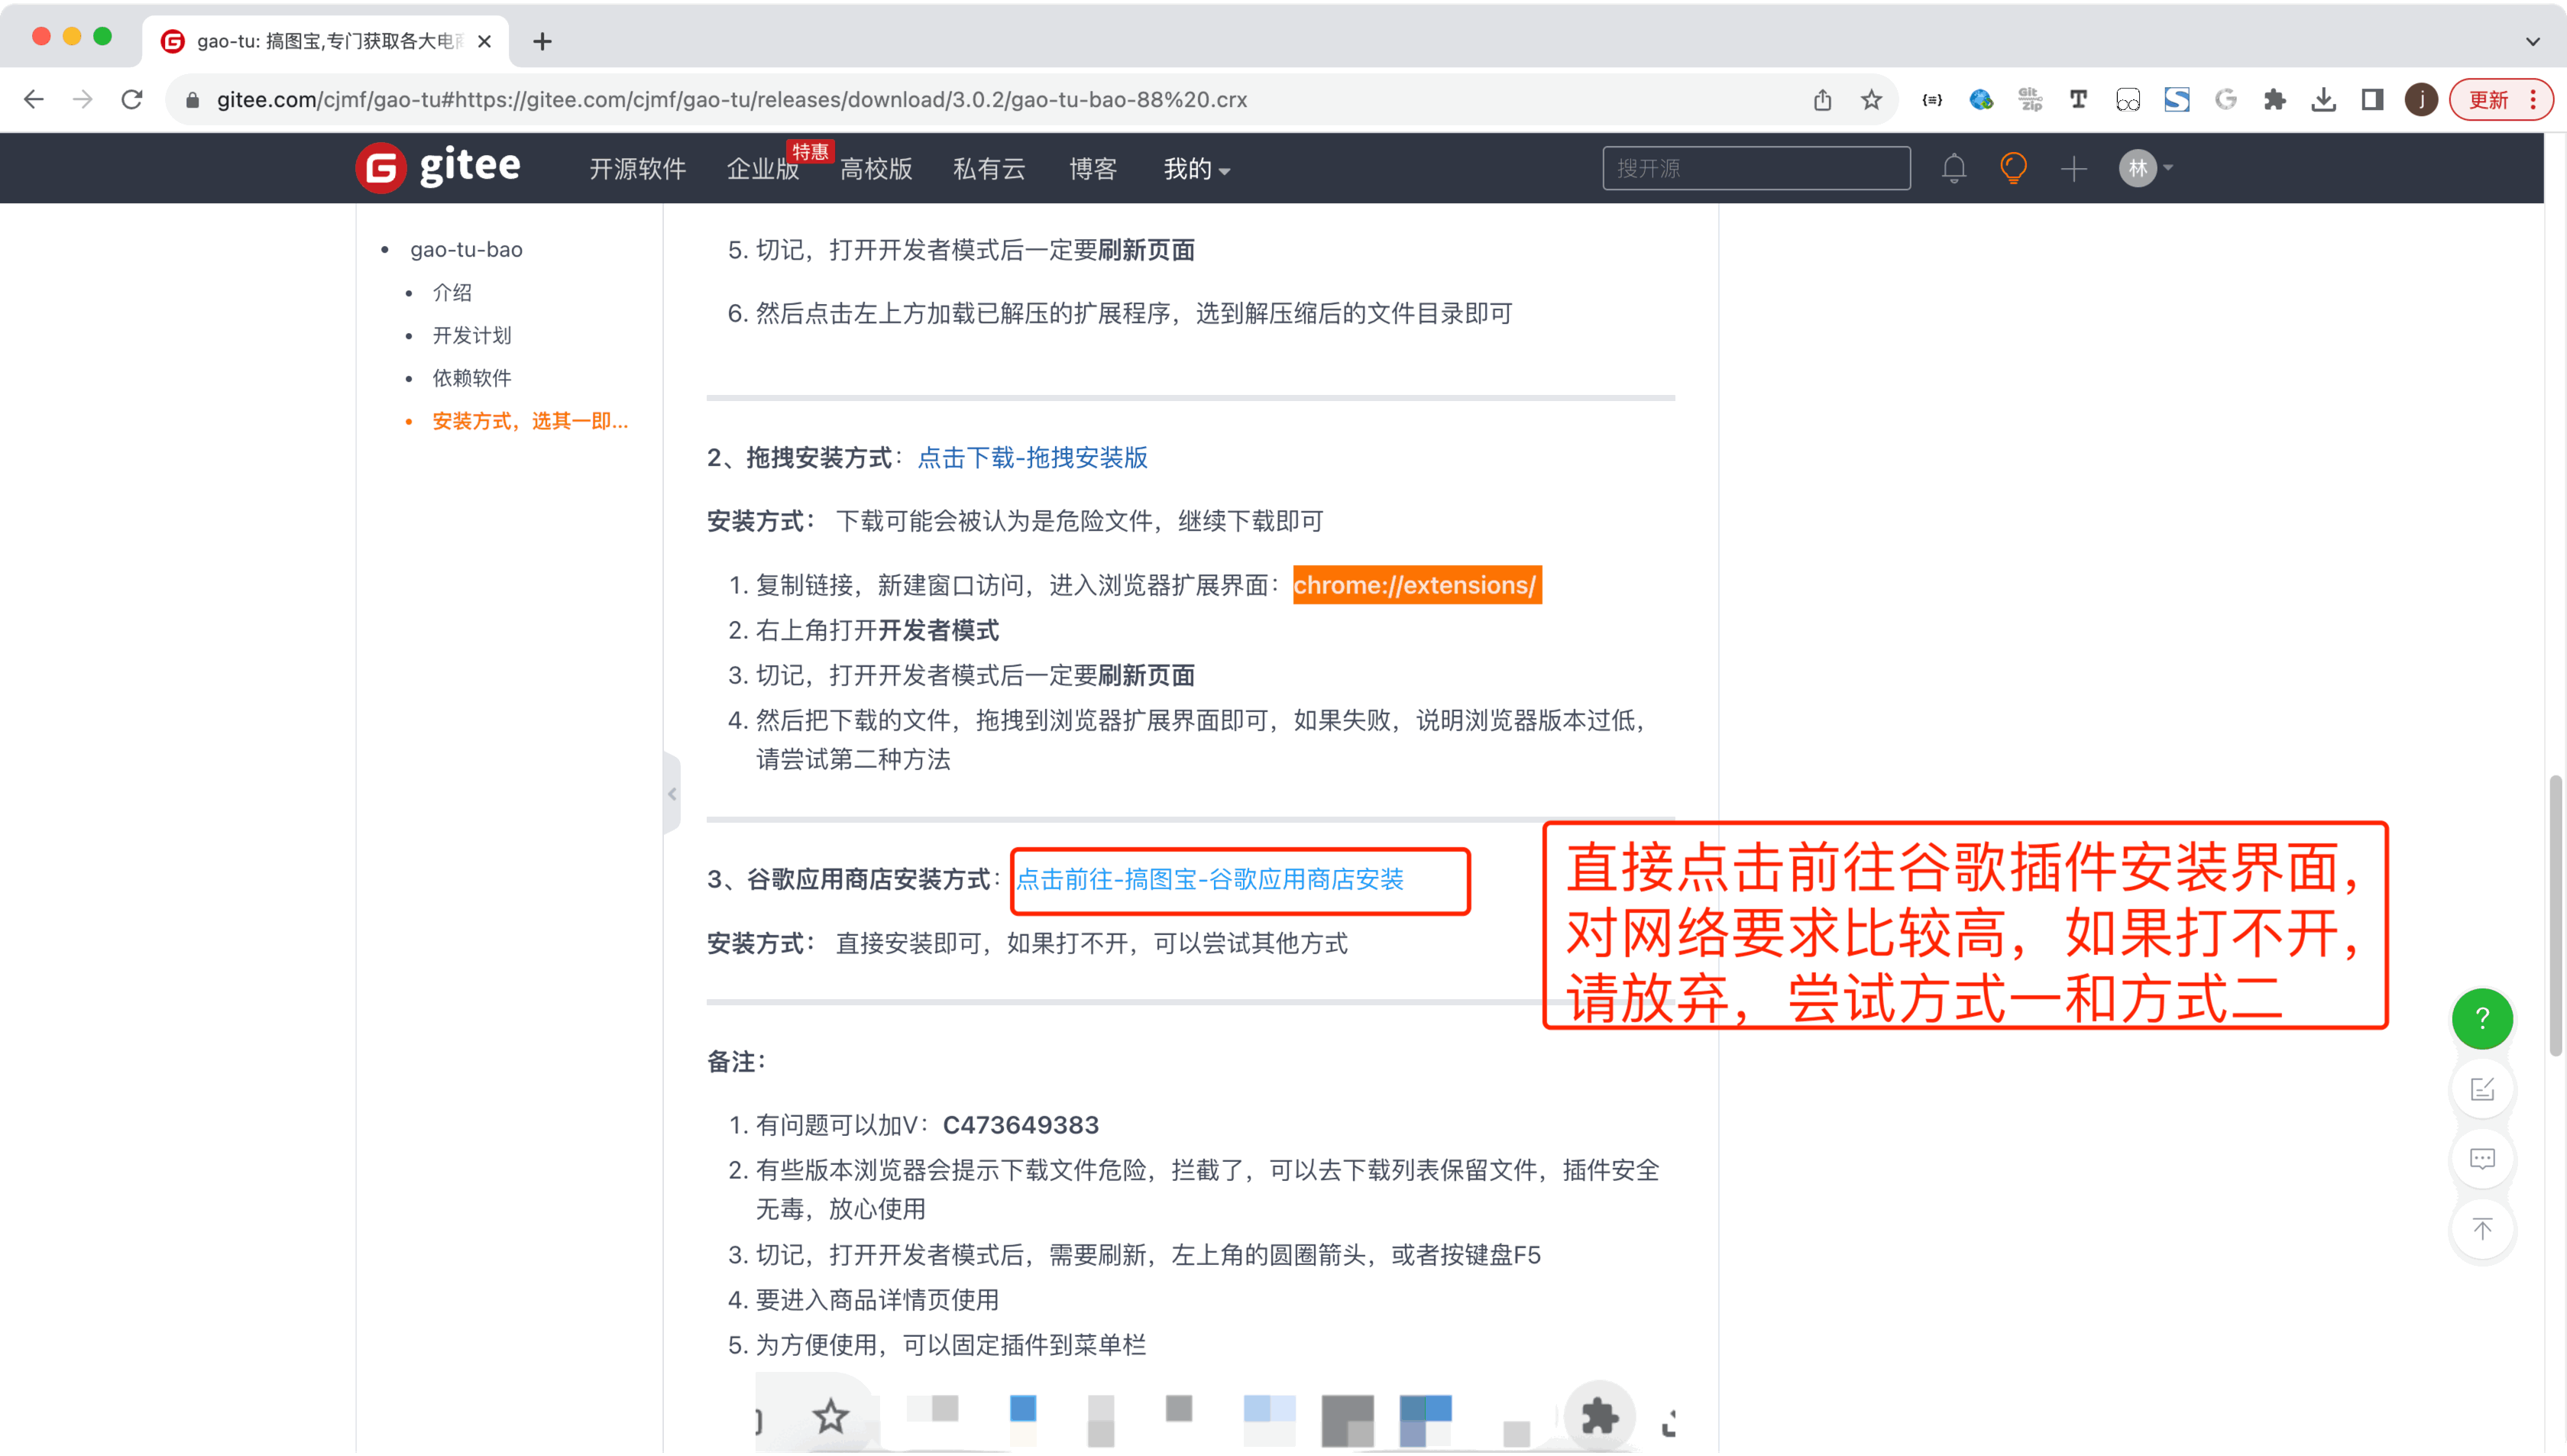 gao-tu: 搞图宝,专门获取各大电商
gitee.com/cjmf/gao-tu#https://gitee.com/cjmf/gao-tu/releases/download/3.0.2/gao-tu-bao-88%20.crx
Git Zip
T
S
G
j
更新
gitee
开源软件
企业版
特惠
高校版
私有云
博客
我的
搜开源
林
gao-tu-bao
介绍
开发计划
依赖软件
安装方式，选其一即...
5. 切记，打开开发者模式后一定要刷新页面
6. 然后点击左上方加载已解压的扩展程序，选到解压缩后的文件目录即可
2、拖拽安装方式：点击下载-拖拽安装版
安装方式： 下载可能会被认为是危险文件，继续下载即可
1. 复制链接，新建窗口访问，进入浏览器扩展界面：chrome://extensions/
2. 右上角打开开发者模式
3. 切记，打开开发者模式后一定要刷新页面
4. 然后把下载的文件，拖拽到浏览器扩展界面即可，如果失败，说明浏览器版本过低，
请尝试第二种方法
3、谷歌应用商店安装方式：点击前往-搞图宝-谷歌应用商店安装
安装方式： 直接安装即可，如果打不开，可以尝试其他方式
直接点击前往谷歌插件安装界面，
对网络要求比较高，如果打不开，
请放弃，尝试方式一和方式二
备注：
1. 有问题可以加V：C473649383
2. 有些版本浏览器会提示下载文件危险，拦截了，可以去下载列表保留文件，插件安全
无毒，放心使用
3. 切记，打开开发者模式后，需要刷新，左上角的圆圈箭头，或者按键盘F5
4. 要进入商品详情页使用
5. 为方便使用，可以固定插件到菜单栏
?